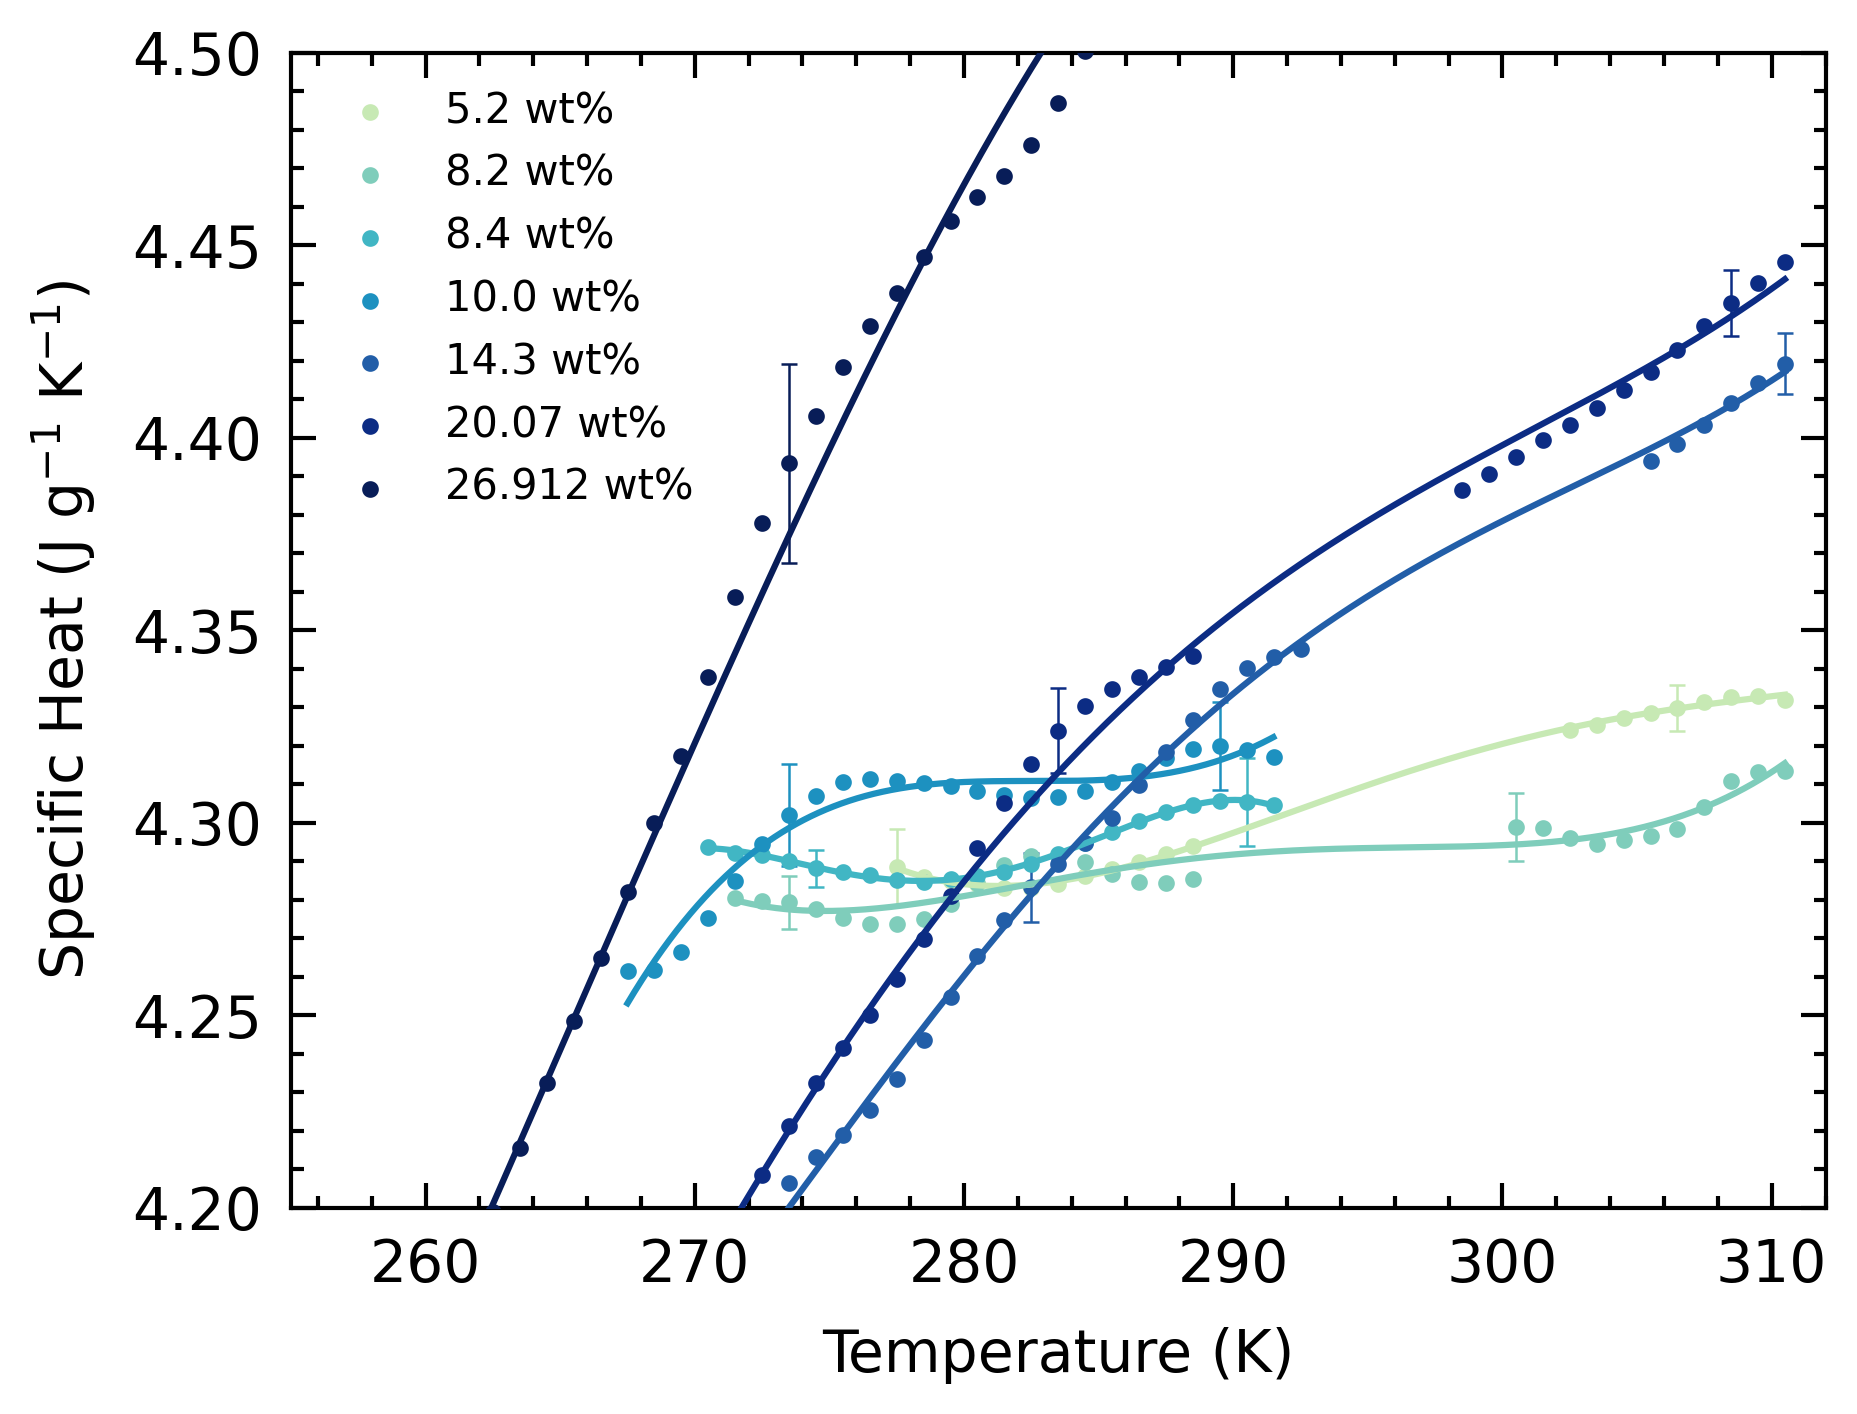 4.50
4.45
4.40
4.35
4.30
4.25
4.20
Specific Heat (J g⁻¹ K⁻¹)
5.2 wt%
8.2 wt%
8.4 wt%
10.0 wt%
14.3 wt%
20.07 wt%
26.912 wt%
260 270 280 290 300 310
Temperature (K)